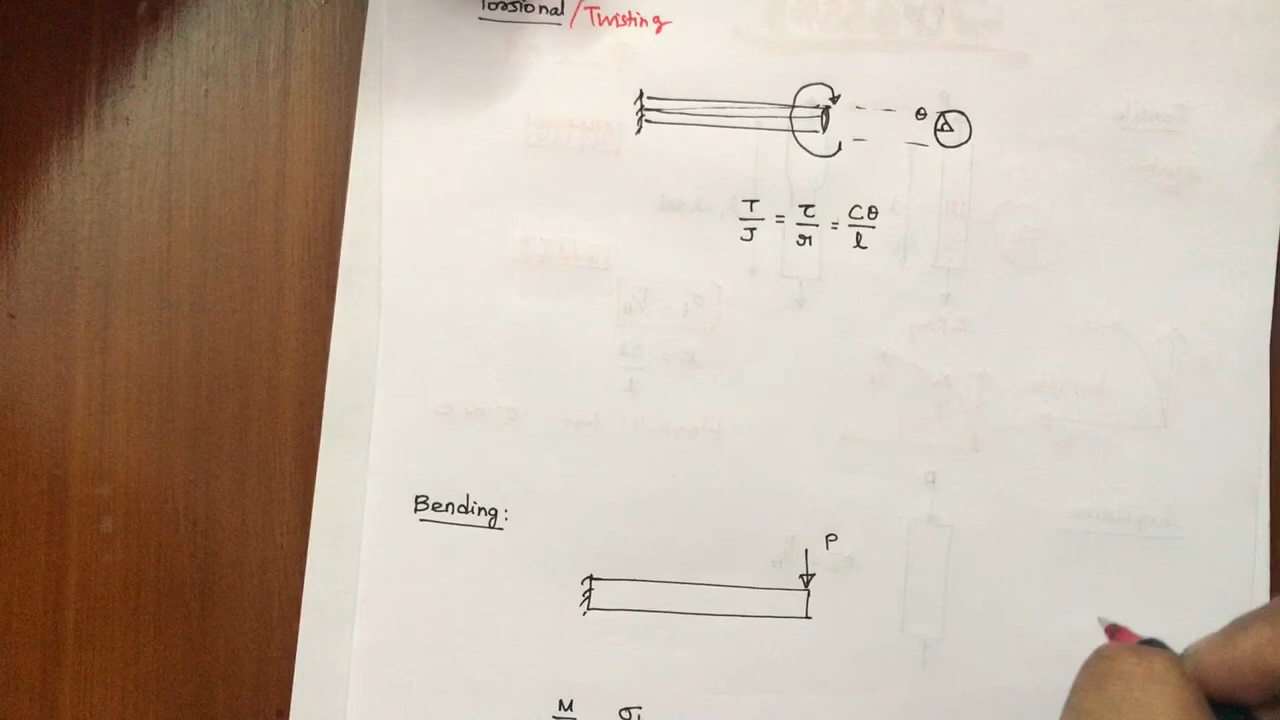 Torsional/Twisting
θ
T/J = τ/r = Cθ/l
Bending:
P
M σ